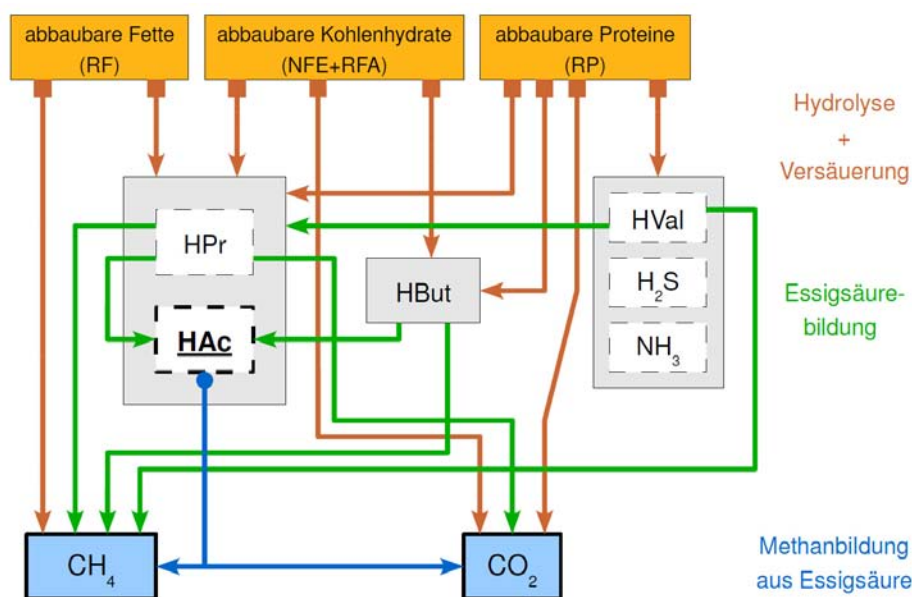 abbaubare Fette
(RF)
abbaubare Kohlenhydrate
(NFE+RFA)
abbaubare Proteine
(RP)
Hydrolyse
+
Versäuerung
HPr
HVal
HBut
H₂S
Essigsäure-
bildung
HAc
NH₃
CH₄
CO₂
Methanbildung
aus Essigsäure